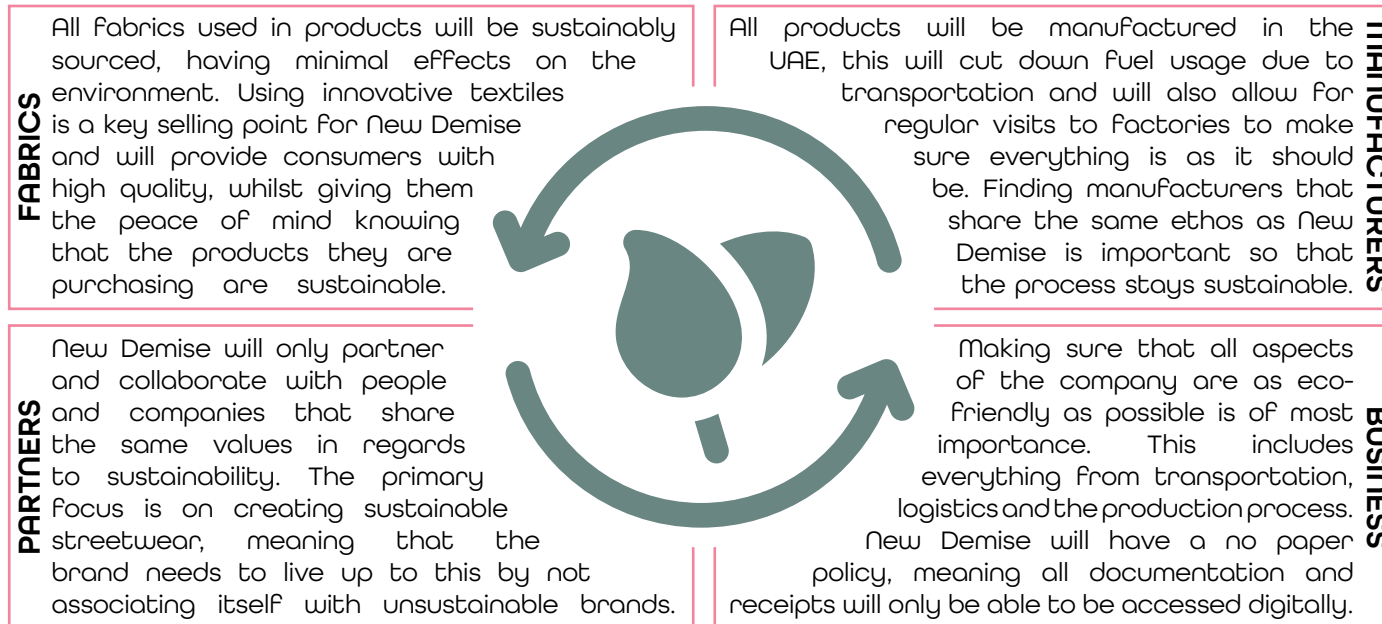 FABRICS
All fabrics used in products will be sustainably
sourced, having minimal effects on the
environment. Using innovative textiles
is a key selling point for New Demise
and will provide consumers with
high quality, whilst giving them
the peace of mind knowing
that the products they are
purchasing are sustainable.
All products will be manufactured in the
UAE, this will cut down fuel usage due to
transportation and will also allow for
regular visits to factories to make
sure everything is as it should
be. Finding manufacturers that
share the same ethos as New
Demise is important so that
the process stays sustainable.
MANUFACTURERS
PARTNERS
New Demise will only partner
and collaborate with people
and companies that share
the same values in regards
to sustainability. The primary
focus is on creating sustainable
streetwear, meaning that the
brand needs to live up to this by not
associating itself with unsustainable brands.
Making sure that all aspects
of the company are as eco-
friendly as possible is of most
importance. This includes
everything from transportation,
logistics and the production process.
New Demise will have a no paper
policy, meaning all documentation and
receipts will only be able to be accessed digitally.
BUSINESS